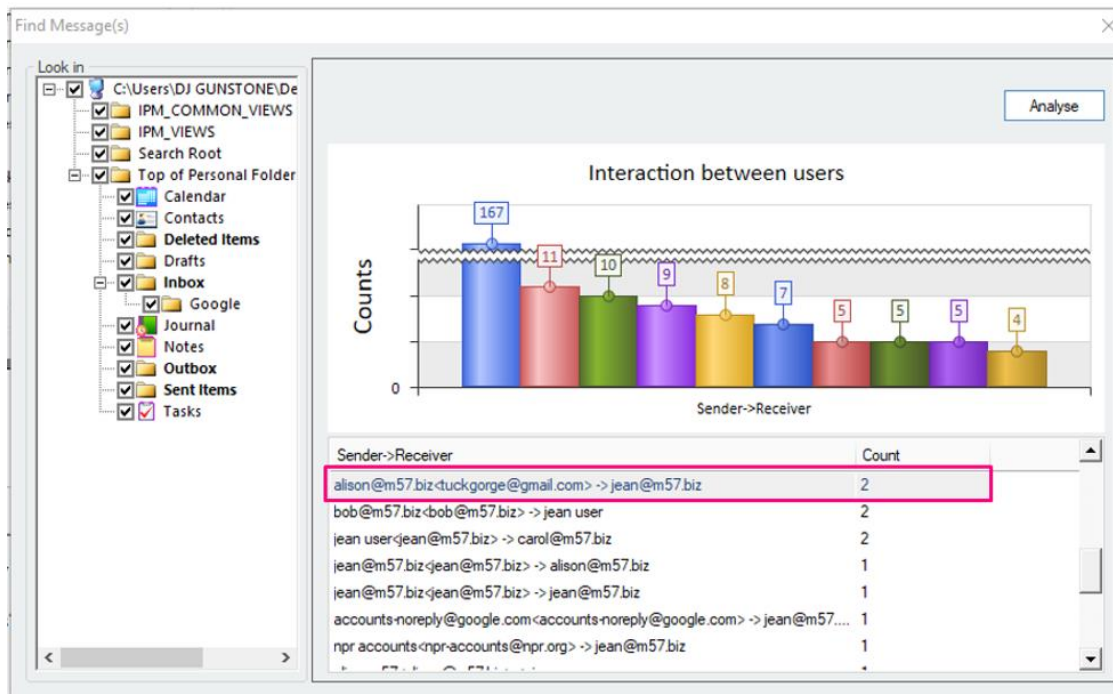 Find Message(s)
Look in
C:\Users\DJ GUNSTONE\De
IPM_COMMON_VIEWS
IPM_VIEWS
Search Root
Top of Personal Folder
Calendar
Contacts
Deleted Items
Drafts
Inbox
Google
Journal
Notes
Outbox
Sent Items
Tasks
Analyse
Interaction between users
Counts
167
11
10
9
8
7
5
5
5
4
0
Sender->Receiver
Sender->Receiver Count
alison@m57.biz<tuckgorge@gmail.com> -> jean@m57.biz 2
bob@m57.biz<bob@m57.biz> -> jean user 2
jean user<jean@m57.biz> -> carol@m57.biz 2
jean@m57.biz<jean@m57.biz> -> alison@m57.biz 1
jean@m57.biz<jean@m57.biz> -> jean@m57.biz 1
accounts-noreply@google.com<accounts-noreply@google.com> -> jean@m57.... 1
npr accounts<npr-accounts@npr.org> -> jean@m57.biz 1